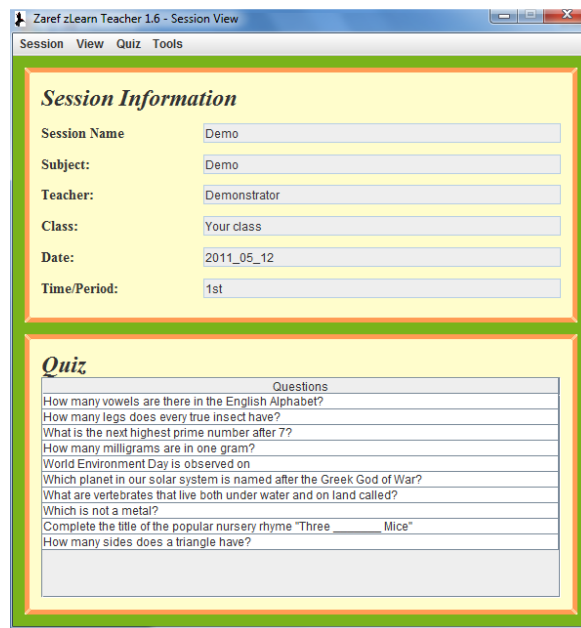 Zaref zLearn Teacher 1.6 - Session View
Session View Quiz Tools
Session Information
Session Name Demo
Subject: Demo
Teacher: Demonstrator
Class: Your class
Date: 2011_05_12
Time/Period: 1st
Quiz
Questions
How many vowels are there in the English Alphabet?
How many legs does every true insect have?
What is the next highest prime number after 7?
How many milligrams are in one gram?
World Environment Day is observed on
Which planet in our solar system is named after the Greek God of War?
What are vertebrates that live both under water and on land called?
Which is not a metal?
Complete the title of the popular nursery rhyme "Three _______ Mice"
How many sides does a triangle have?